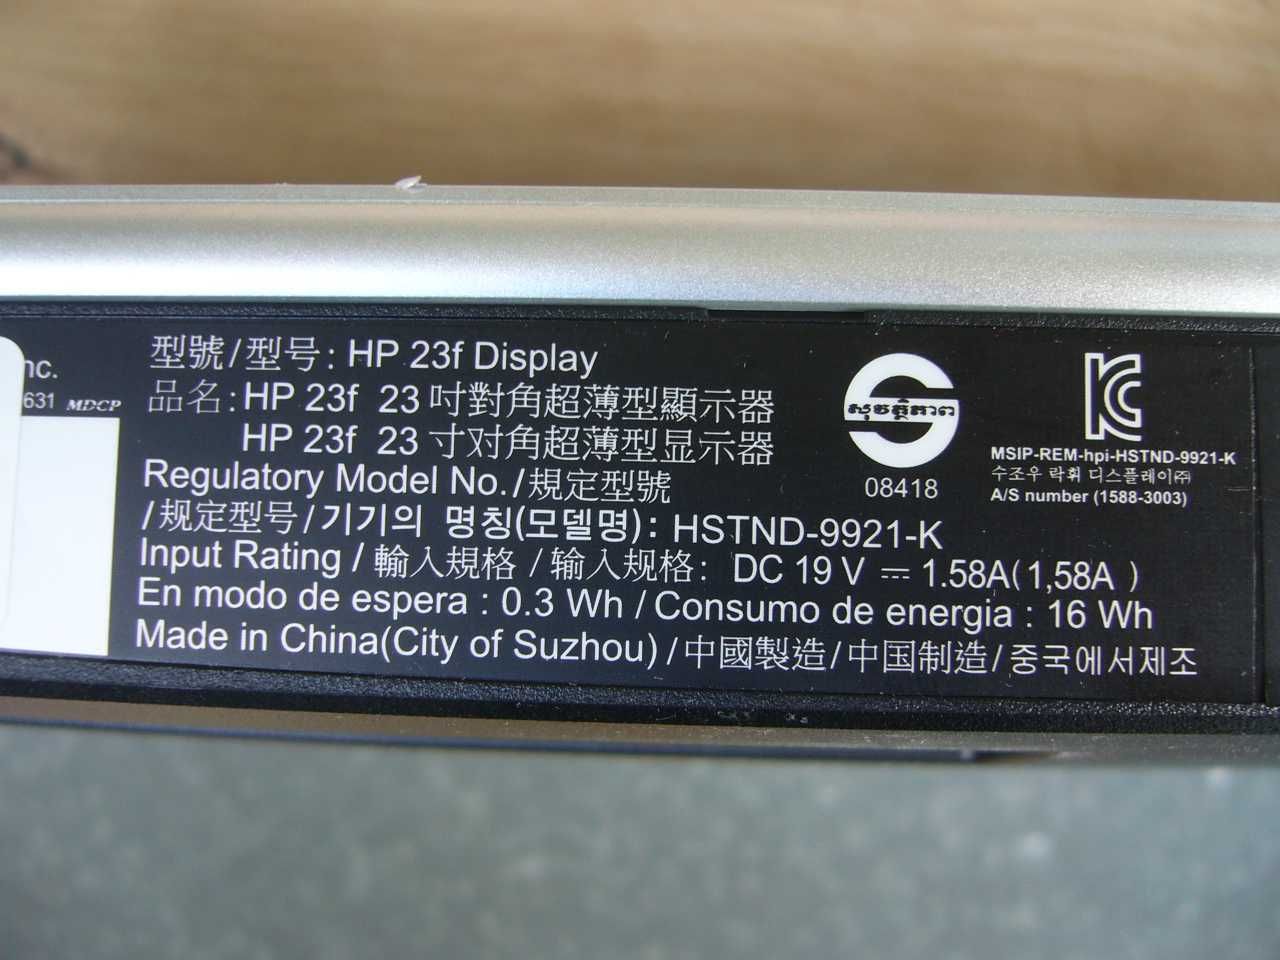 nc.
631 MDCP
型號/型号: HP 23f Display
品名: HP 23f 23 吋對角超薄型顯示器
HP 23f 23 寸对角超薄型显示器
Regulatory Model No./規定型號
/规定型号/기기의 명칭(모델명): HSTND-9921-K
Input Rating / 輸入規格 / 输入规格: DC 19 V ⎓ 1.58A(1,58A )
En modo de espera : 0.3 Wh / Consumo de energia : 16 Wh
Made in China(City of Suzhou)/中國製造/中国制造/중국에서제조
08418
MSIP-REM-hpi-HSTND-9921-K
수조우 락휘 디스플레이㈜
A/S number (1588-3003)